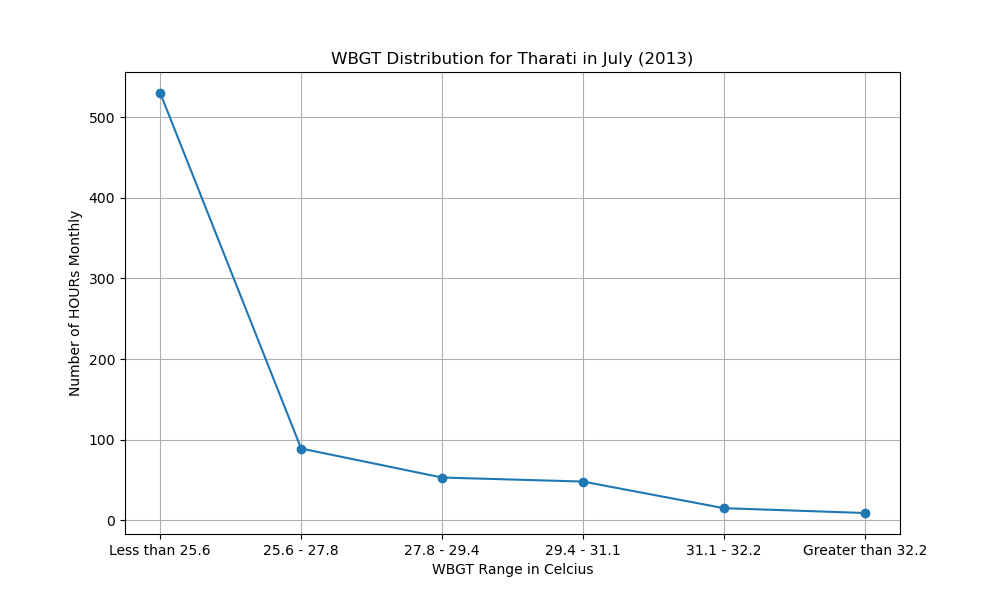 WBGT Distribution for Tharati in July (2013)
Number of HOURs Monthly
500
400
300
200
100
0
Less than 25.6
25.6 - 27.8
27.8 - 29.4
29.4 - 31.1
31.1 - 32.2
Greater than 32.2
WBGT Range in Celcius